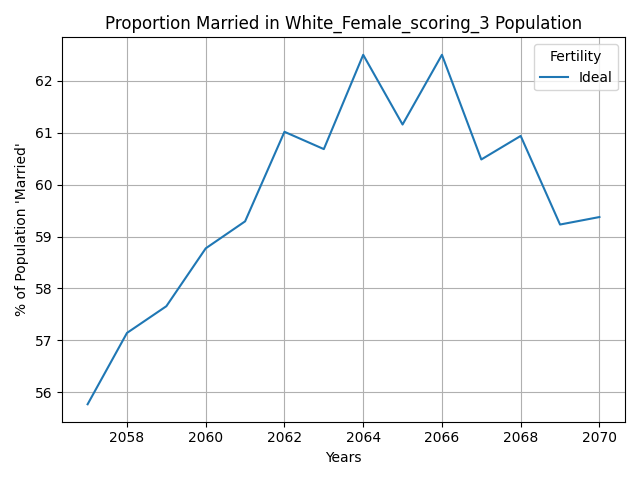 Proportion Married in White_Female_scoring_3 Population
Fertility
Ideal
62
61
60
59
58
57
56
% of Population 'Married'
2058 2060 2062 2064 2066 2068 2070
Years